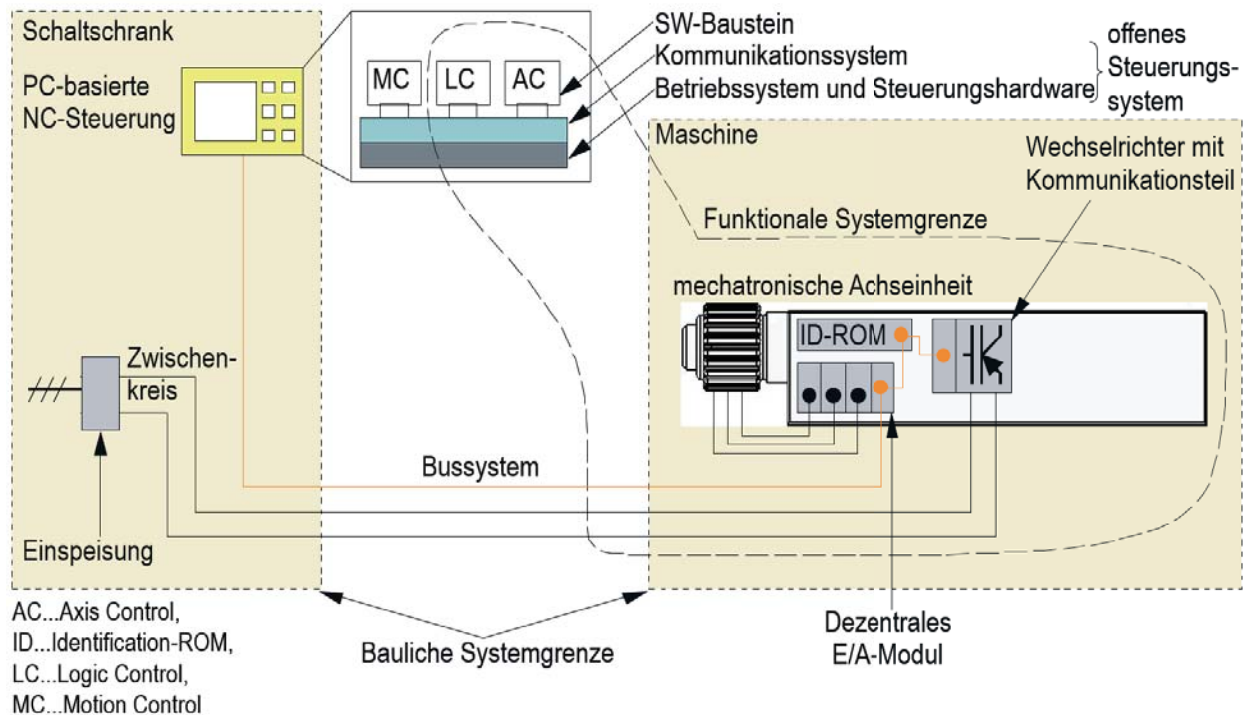 Schaltschrank
PC-basierte
NC-Steuerung
MC
LC
AC
SW-Baustein
Kommunikationssystem
Betriebssystem und Steuerungshardware
offenes
Steuerungs-
system
Maschine
Wechselrichter mit
Kommunikationsteil
Funktionale Systemgrenze
mechatronische Achseinheit
ID-ROM
Zwischen-
kreis
Bussystem
Einspeisung
Dezentrales
E/A-Modul
Bauliche Systemgrenze
AC...Axis Control,
ID...Identification-ROM,
LC...Logic Control,
MC...Motion Control